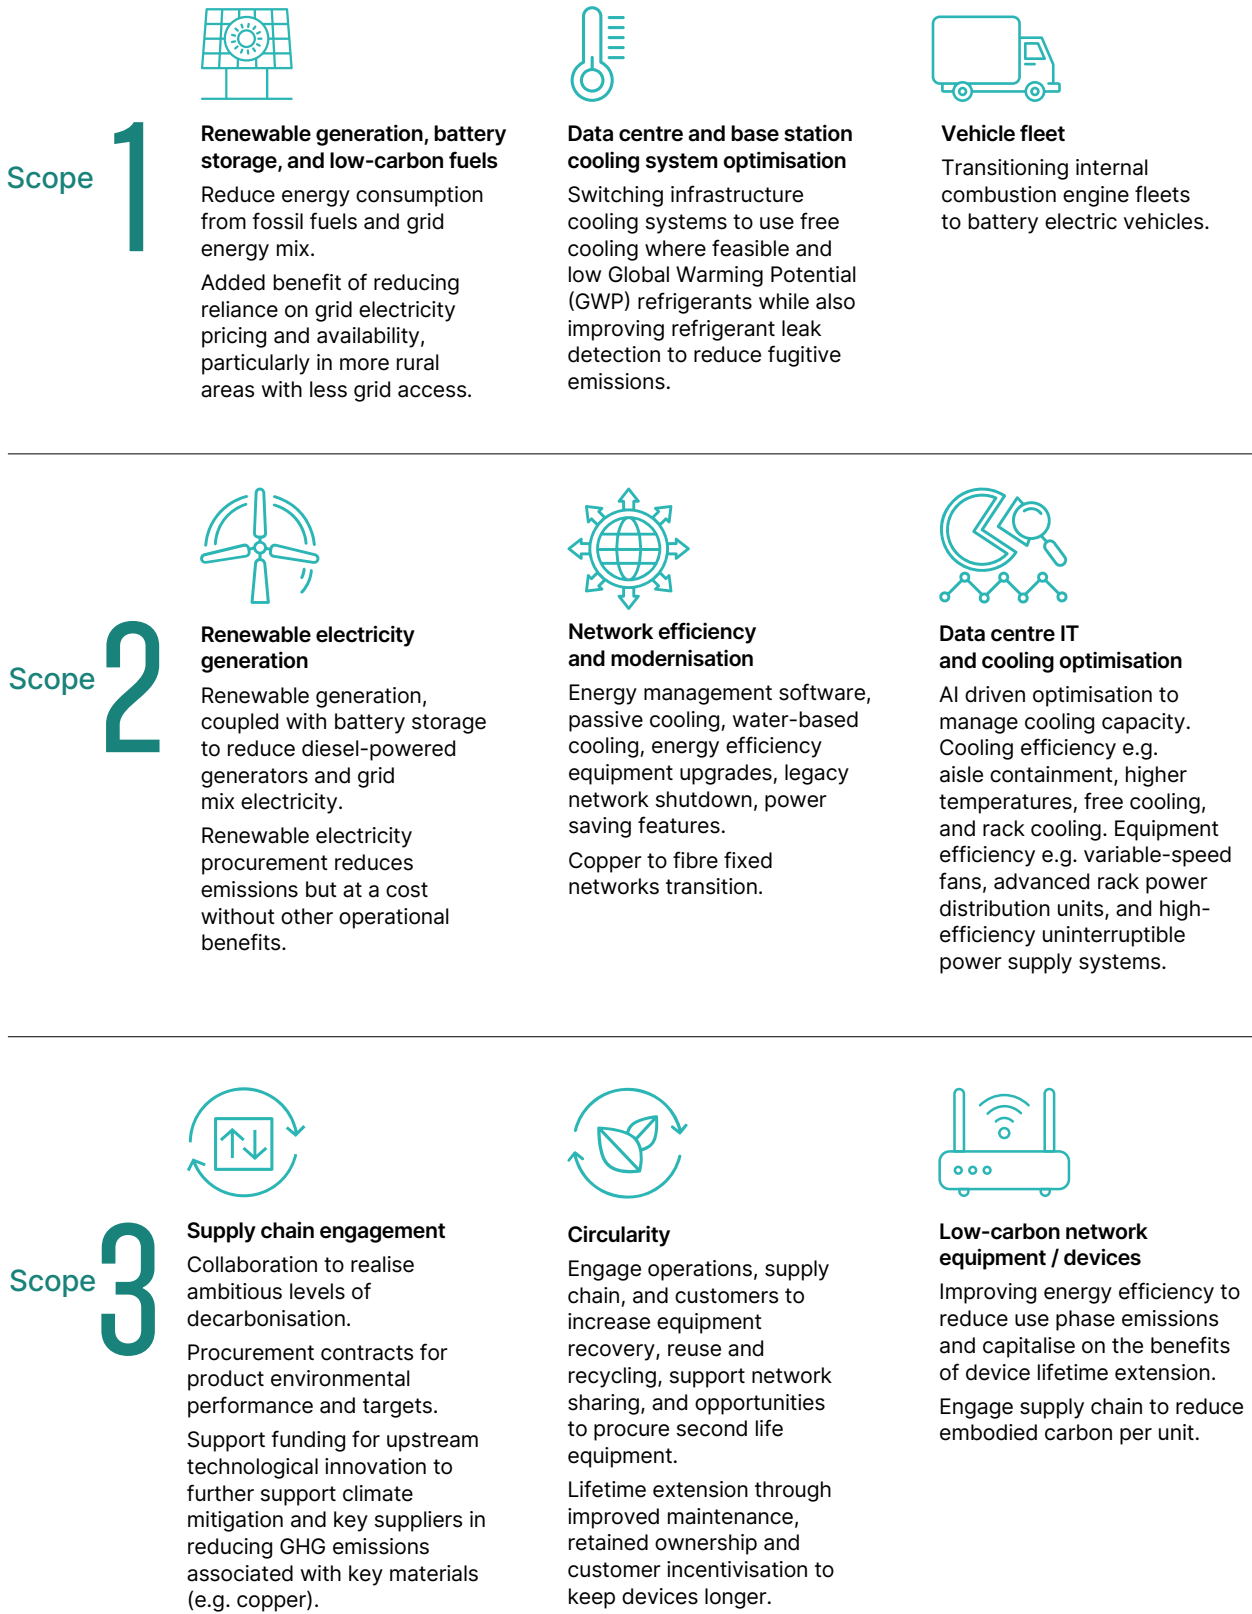 Scope 1
Renewable generation, battery
storage, and low-carbon fuels
Reduce energy consumption
from fossil fuels and grid
energy mix.
Added benefit of reducing
reliance on grid electricity
pricing and availability,
particularly in more rural
areas with less grid access.
Data centre and base station
cooling system optimisation
Switching infrastructure
cooling systems to use free
cooling where feasible and
low Global Warming Potential
(GWP) refrigerants while also
improving refrigerant leak
detection to reduce fugitive
emissions.
Vehicle fleet
Transitioning internal
combustion engine fleets
to battery electric vehicles.
Scope 2
Renewable electricity
generation
Renewable generation,
coupled with battery storage
to reduce diesel-powered
generators and grid
mix electricity.
Renewable electricity
procurement reduces
emissions but at a cost
without other operational
benefits.
Network efficiency
and modernisation
Energy management software,
passive cooling, water-based
cooling, energy efficiency
equipment upgrades, legacy
network shutdown, power
saving features.
Copper to fibre fixed
networks transition.
Data centre IT
and cooling optimisation
AI driven optimisation to
manage cooling capacity.
Cooling efficiency e.g.
aisle containment, higher
temperatures, free cooling,
and rack cooling. Equipment
efficiency e.g. variable-speed
fans, advanced rack power
distribution units, and high-
efficiency uninterruptible
power supply systems.
Scope 3
Supply chain engagement
Collaboration to realise
ambitious levels of
decarbonisation.
Procurement contracts for
product environmental
performance and targets.
Support funding for upstream
technological innovation to
further support climate
mitigation and key suppliers in
reducing GHG emissions
associated with key materials
(e.g. copper).
Circularity
Engage operations, supply
chain, and customers to
increase equipment
recovery, reuse and
recycling, support network
sharing, and opportunities
to procure second life
equipment.
Lifetime extension through
improved maintenance,
retained ownership and
customer incentivisation to
keep devices longer.
Low-carbon network
equipment / devices
Improving energy efficiency to
reduce use phase emissions
and capitalise on the benefits
of device lifetime extension.
Engage supply chain to reduce
embodied carbon per unit.